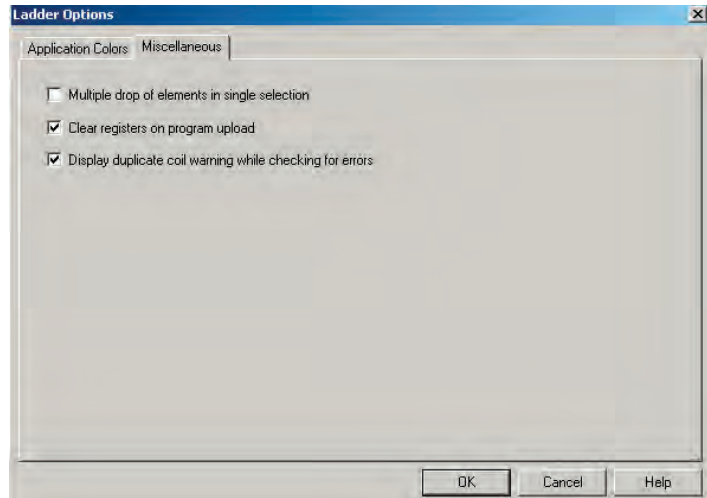 Ladder Options
Application Colors Miscellaneous
Multiple drop of elements in single selection
Clear registers on program upload
Display duplicate coil warning while checking for errors
OK Cancel Help